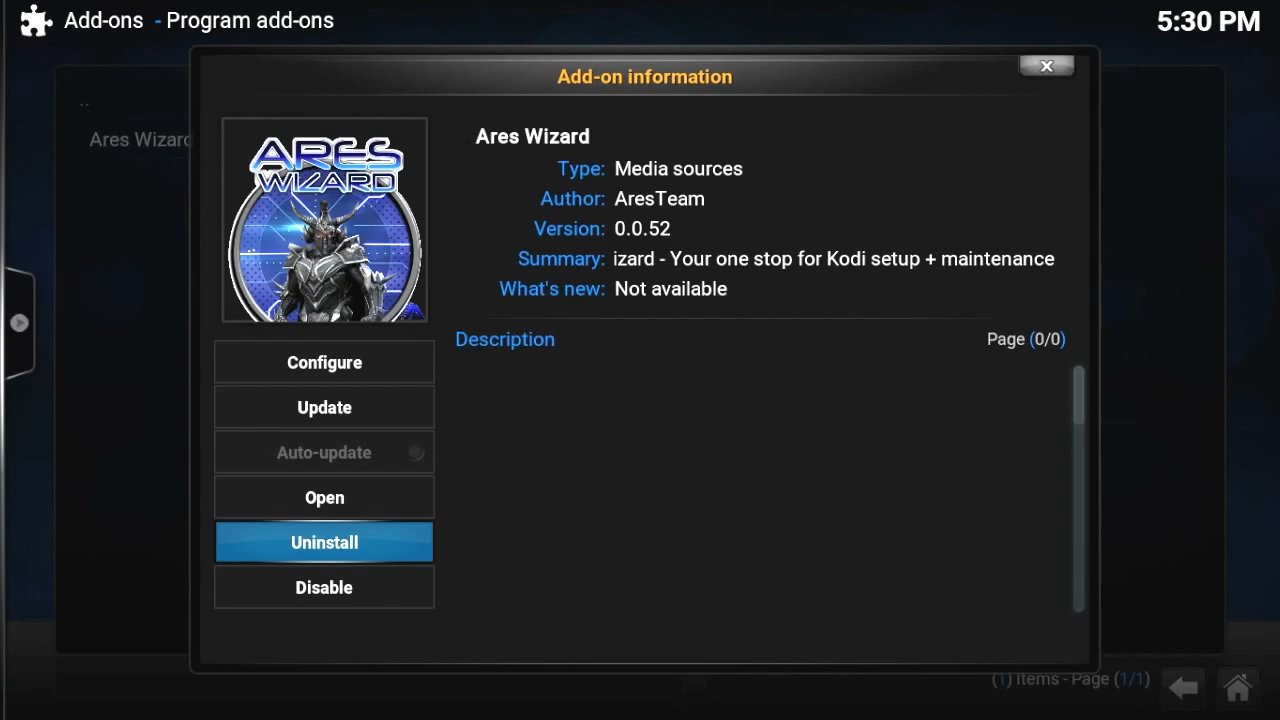 Add-ons - Program add-ons
5:30 PM
Add-on information
x
..
Ares Wizard
ARES
WIZARD
Ares Wizard
Type: Media sources
Author: AresTeam
Version: 0.0.52
Summary: izard - Your one stop for Kodi setup + maintenance
What's new: Not available
Description
Page (0/0)
Configure
Update
Auto-update
Open
Uninstall
Disable
(1) Items - Page (1/1)